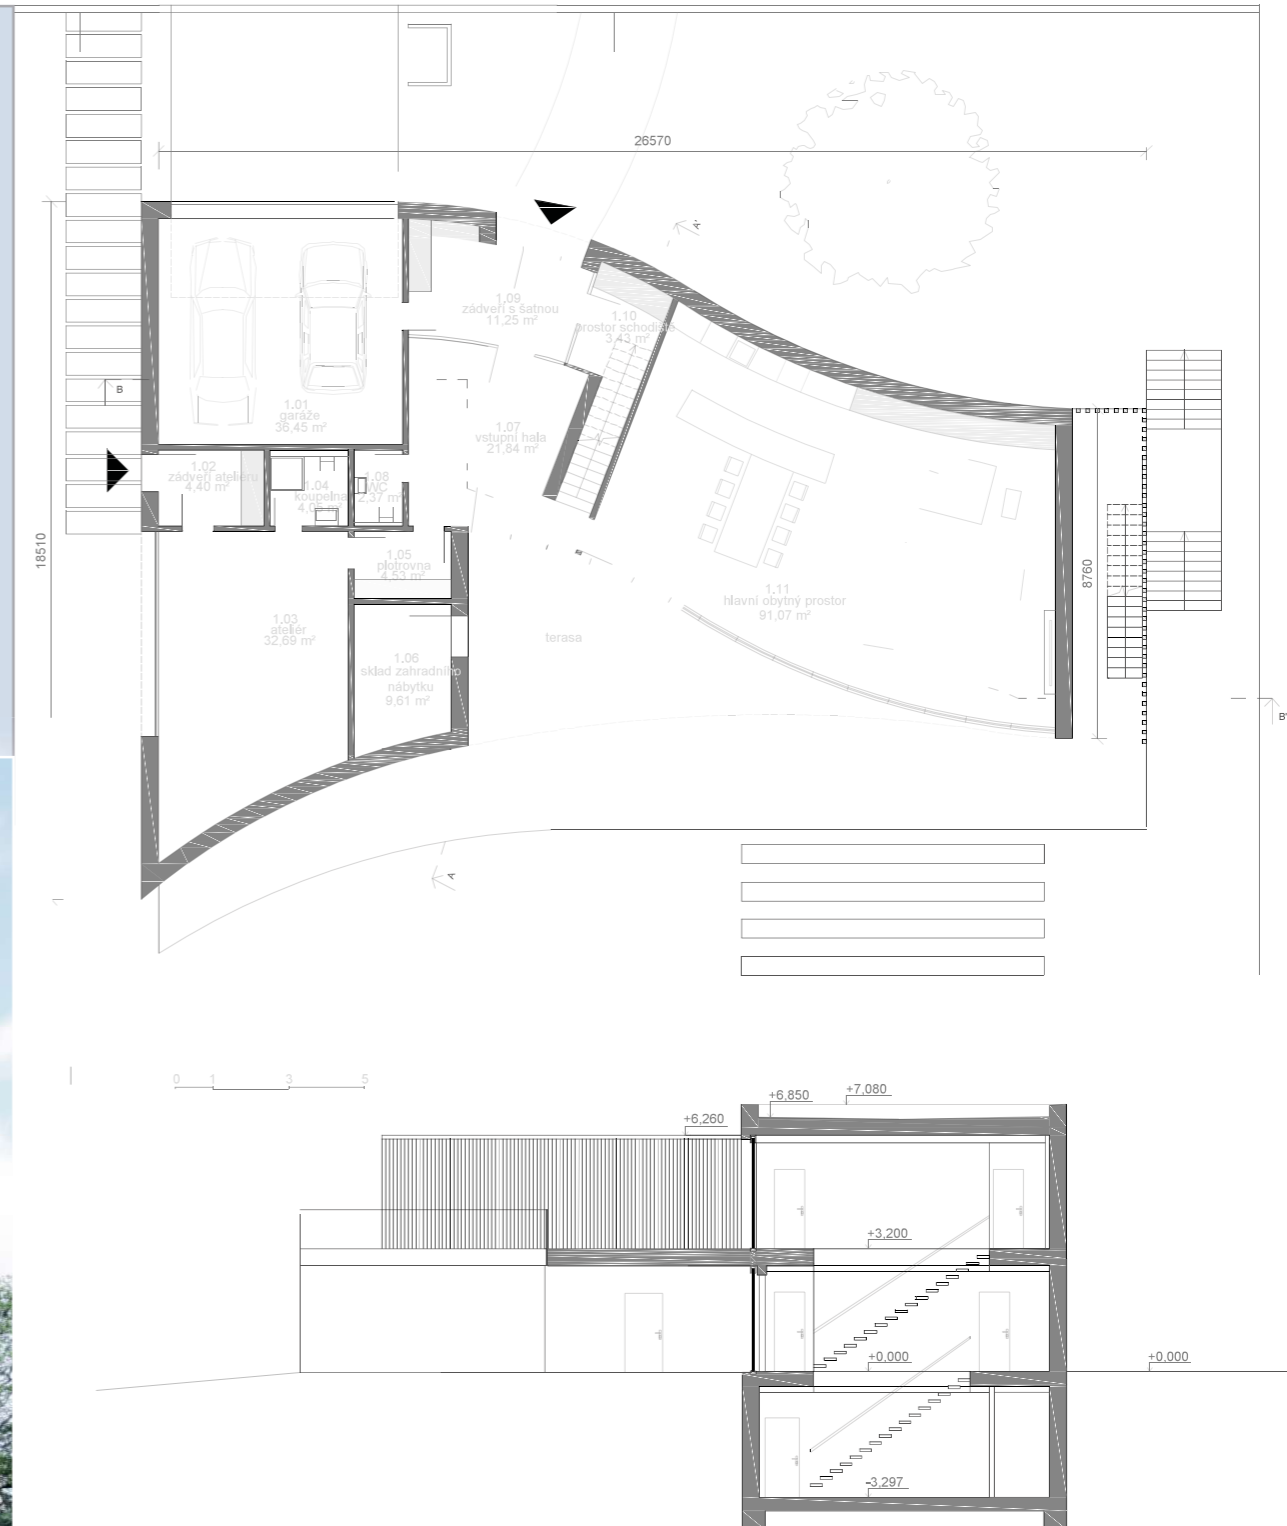 26570
A'
1.09
zádveří s šatnou
11,25 m²
1.10
prostor schodiště
3,43 m²
B
1.01
garáže
36,45 m²
1.07
vstupní hala
21,84 m²
1.02
zádveří ateliéru
4,40 m²
1.04
koupelna
4,05 m²
1.08
WC
2,37 m²
18510
1.05
plotrovna
4,53 m²
8760
1.11
hlavní obytný prostor
91,07 m²
1.03
ateliér
32,69 m²
terasa
1.06
sklad zahradního
nábytku
9,61 m²
B'
A
0 1 3 5
+6,850
+7,080
+6,260
+3,200
+0,000
+0,000
-3,297